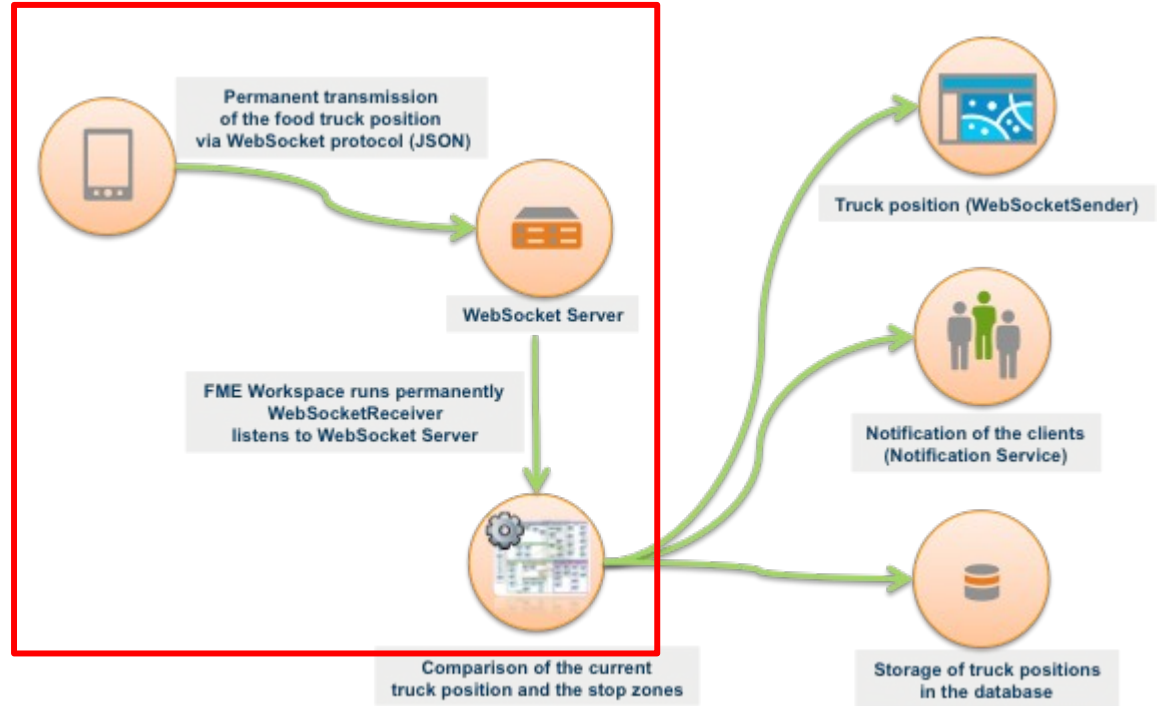 Permanent transmission
of the food truck position
via WebSocket protocol (JSON)
WebSocket Server
FME Workspace runs permanently
WebSocketReceiver
listens to WebSocket Server
Comparison of the current
truck position and the stop zones
Truck position (WebSocketSender)
Notification of the clients
(Notification Service)
Storage of truck positions
in the database